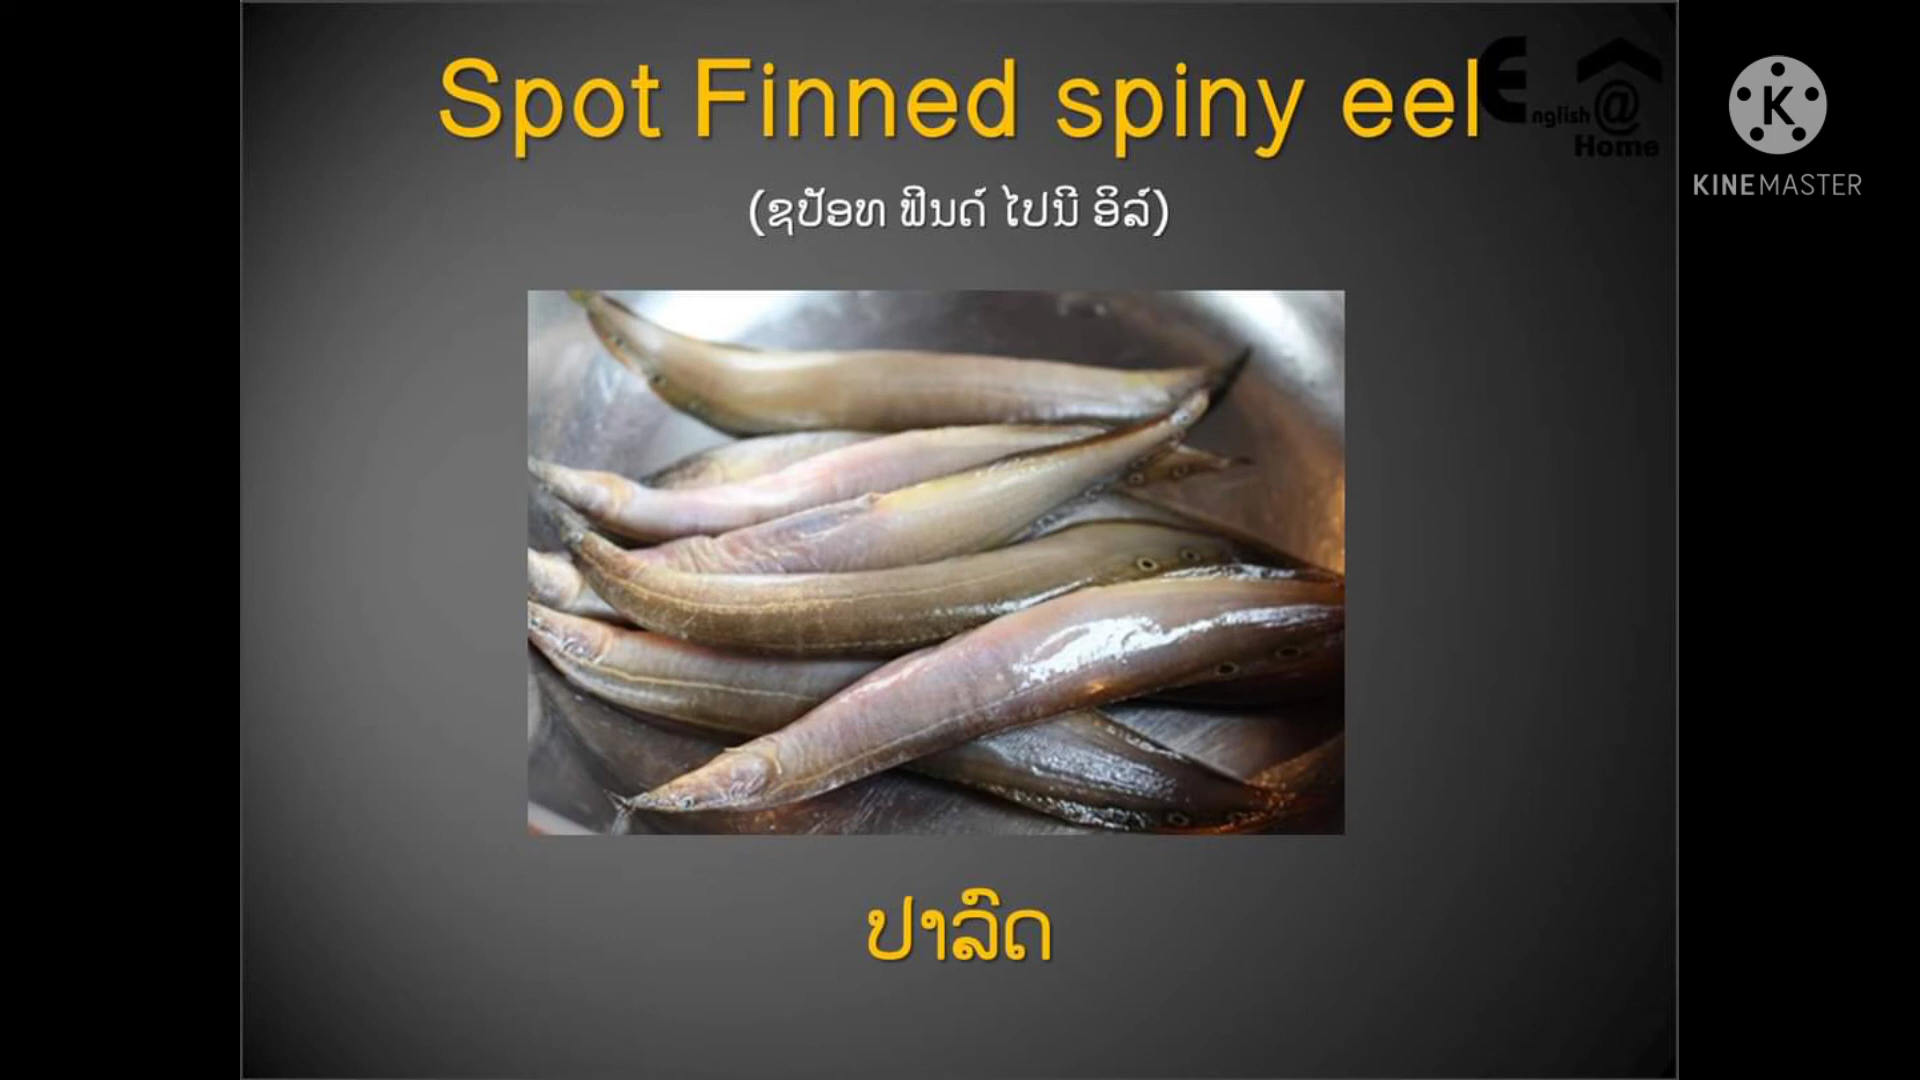 Spot Finned spiny eel
English@
Home
K
KINEMASTER
(ຊປັອທ ຟິນດ໌ ໄປນີ ອິລ໌)
ປາລົດ